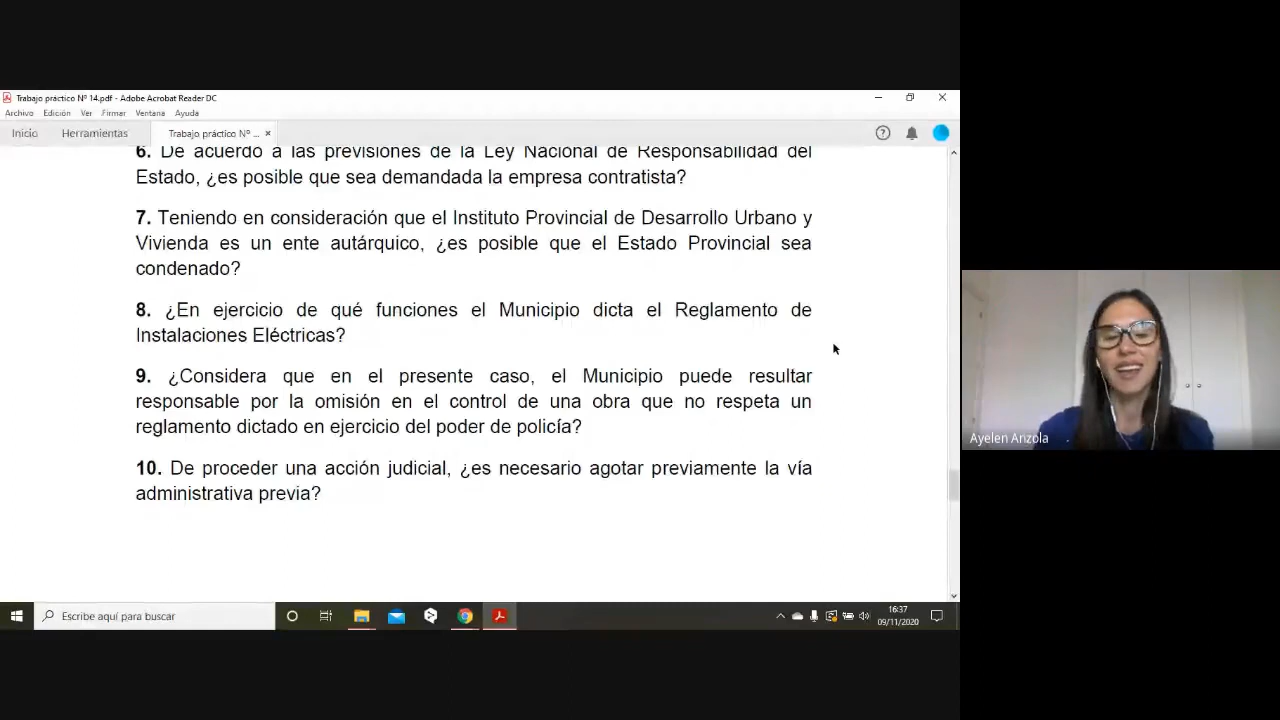 Trabajo práctico Nº 14.pdf - Adobe Acrobat Reader DC
Archivo Edición Ver Firmar Ventana Ayuda
Inicio Herramientas Trabajo práctico Nº ... ×
6. De acuerdo a las previsiones de la Ley Nacional de Responsabilidad del
Estado, ¿es posible que sea demandada la empresa contratista?
7. Teniendo en consideración que el Instituto Provincial de Desarrollo Urbano y
Vivienda es un ente autárquico, ¿es posible que el Estado Provincial sea
condenado?
8. ¿En ejercicio de qué funciones el Municipio dicta el Reglamento de
Instalaciones Eléctricas?
9. ¿Considera que en el presente caso, el Municipio puede resultar
responsable por la omisión en el control de una obra que no respeta un
reglamento dictado en ejercicio del poder de policía?
10. De proceder una acción judicial, ¿es necesario agotar previamente la vía
administrativa previa?
Ayelen Anzola
Escribe aquí para buscar
16:37
09/11/2020